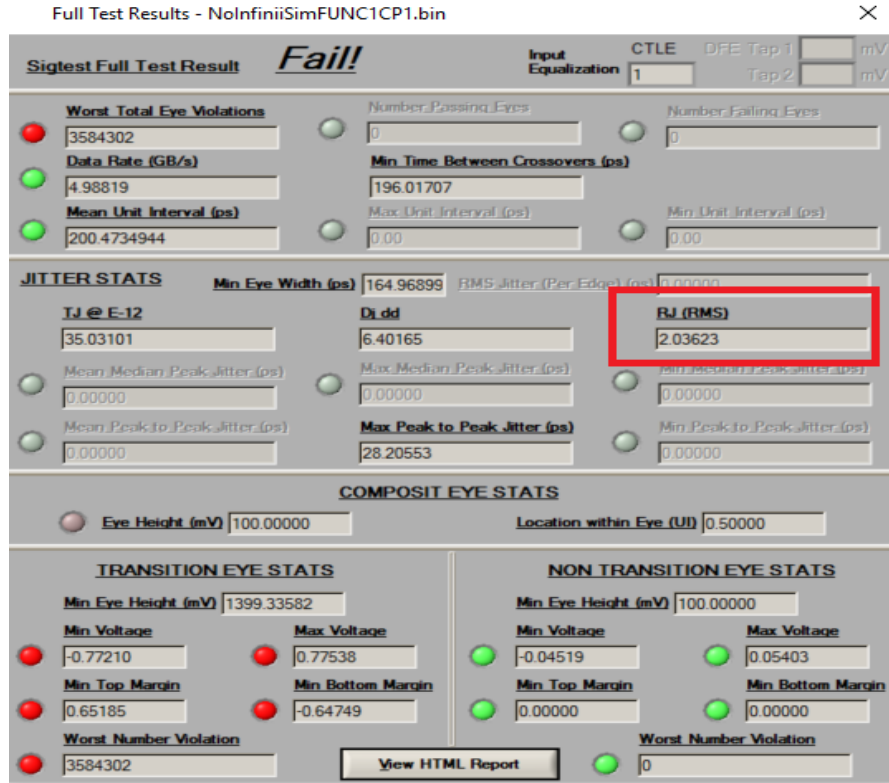 Full Test Results - NoInfiniiSimFUNC1CP1.bin
Sigtest Full Test Result Fail! Input Equalization CTLE 1 DFE Tap 1 mV
Tap 2 mV
Worst Total Eye Violations Number Passing Eyes Number Failing Eyes
3584302 0 0
Data Rate (GB/s) Min Time Between Crossovers (ps)
4.98819 196.01707
Mean Unit Interval (ps) Max Unit Interval (ps) Min Unit Interval (ps)
200.4734944 0.00 0.00
JITTER STATS Min Eye Width (ps) 164.96899 RMS Jitter (Per Edge) (ps) 0.00000
TJ @ E-12 Dj dd RJ (RMS)
35.03101 6.40165 2.03623
Mean Median Peak Jitter (ps) Max Median Peak Jitter (ps) Min Median Peak Jitter (ps)
0.00000 0.00000 0.00000
Mean Peak to Peak Jitter (ps) Max Peak to Peak Jitter (ps) Min Peak to Peak Jitter (ps)
0.00000 28.20553 0.00000
COMPOSIT EYE STATS
Eye Height (mV) 100.00000 Location within Eye (UI) 0.50000
TRANSITION EYE STATS NON TRANSITION EYE STATS
Min Eye Height (mV) 1399.33582 Min Eye Height (mV) 100.00000
Min Voltage Max Voltage Min Voltage Max Voltage
-0.77210 0.77538 -0.04519 0.05403
Min Top Margin Min Bottom Margin Min Top Margin Min Bottom Margin
0.65185 -0.64749 0.00000 0.00000
Worst Number Violation Worst Number Violation
3584302 View HTML Report 0